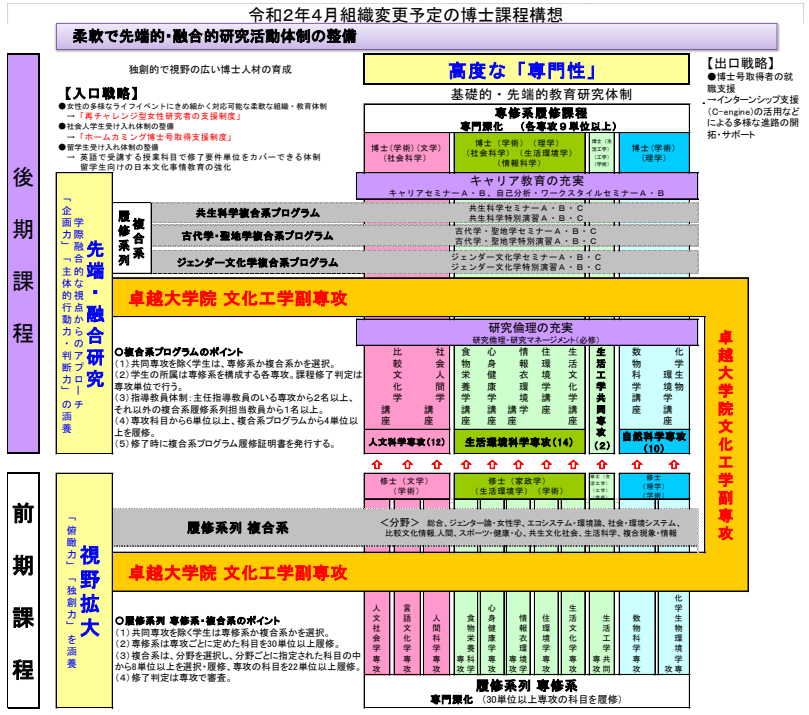 令和2年4月組織変更予定の博士課程構想
柔軟で先端的・融合的研究活動体制の整備
独創的で視野の広い博士人材の育成
【入口戦略】
●女性の多様なライフイベントにきめ細かく対応可能な柔軟な組織・教育体制
→「再チャレンジ型女性研究者の支援制度」
●社会人学生受け入れ体制の整備
→「ホームカミング博士号取得支援制度」
●留学生受け入れ体制の整備
→ 英語で受講する授業科目で修了要件単位をカバーできる体制
留学生向けの日本文化事情教育の強化
高度な「専門性」
基礎的・先端的教育研究体制
【出口戦略】
●博士号取得者の就
職支援
→インターンシップ支援
(C-engine)の活用など
による多様な進路の開
拓・サポート
専修系履修課程
専門深化 (各専攻9単位以上)
博士(学術)(文学)
(社会科学)
博士(学術)(理学)
(社会科学)(生活環境学)
(情報科学)
博士(生
活工学)
(工学)
(学術)
博士(学術)
(理学)
キャリア教育の充実
キャリアセミナーA・B、自己分析・ワークスタイルセミナーA・B
後期課程
学際融合的な視点からのアプローチ
「企画力」「主体的行動力・判断力」の涵養
先端・融合研究
複合系
履修系列
共生科学複合系プログラム
共生科学セミナーA・B・C
共生科学特別演習A・B・C
古代学・聖地学複合系プログラム
古代学・聖地学セミナーA・B・C
古代学・聖地学特別演習A・B・C
ジェンダー文化学複合系プログラム
ジェンダー文化学セミナーA・B・C
ジェンダー文化学特別演習A・B・C
卓越大学院 文化工学副専攻
研究倫理の充実
研究倫理・研究マネージメント(必修)
○複合系プログラムのポイント
(1)共同専攻を除く学生は、専修系か複合系かを選択。
(2)学生の所属は専修系を構成する各専攻。課程修了判定は
専攻単位で行う。
(3)指導教員体制:主任指導教員のいる専攻から2名以上、
それ以外の複合系履修系列担当教員から1名以上。
(4)専攻科目から6単位以上、複合系プログラムから4単位以
上を履修。
(5)修了時に複合系プログラム履修証明書を発行する。
比較文化学講座
社会人間学講座
食物栄養学講座
心身健康学講座
情報衣環境学講座
住環境学講座
生活文化学講座
生活工学共同専攻(2)
数物科学講座
化学生物環境学講座
人文科学専攻(12)
生活環境科学専攻(14)
自然科学専攻
(10)
卓越大学院文化工学副専攻
修士(文学)
(学術)
修士(家政学)
(生活環境学)(学術)
修士(生
活工学)
(工学)
(学術)
修士
(理学)
(学術)
前期課程
「俯瞰力」「独創力」を涵養
視野拡大
履修系列 複合系
<分野> 総合、ジェンター論・女性学、エコシステム・環境論、社会・環境システム、
比較文化情報、人間、スポーツ・健康・心、共生文化社会、生活科学、複合現象・情報
卓越大学院 文化工学副専攻
○履修系列 専修系・複合系のポイント
(1)共同専攻を除く学生は専修系か複合系かを選択。
(2)専修系は専攻ごとに定めた科目を30単位以上履修。
(3)複合系は、分野を選択し、分野ごとに指定された科目の中
から8単位以上を選択・履修、専攻の科目を22単位以上履修。
(4)修了判定は専攻で審査。
人文社会学専攻
言語文化学専攻
人間科学専攻
食物栄養科学専攻
心身健康学専攻
情報衣環境学専攻
住環境学専攻
生活文化学専攻
生活工学共同専攻
数物科学専攻
化学生物環境学専攻
履修系列 専修系
専門深化 (30単位以上専攻の科目を履修)